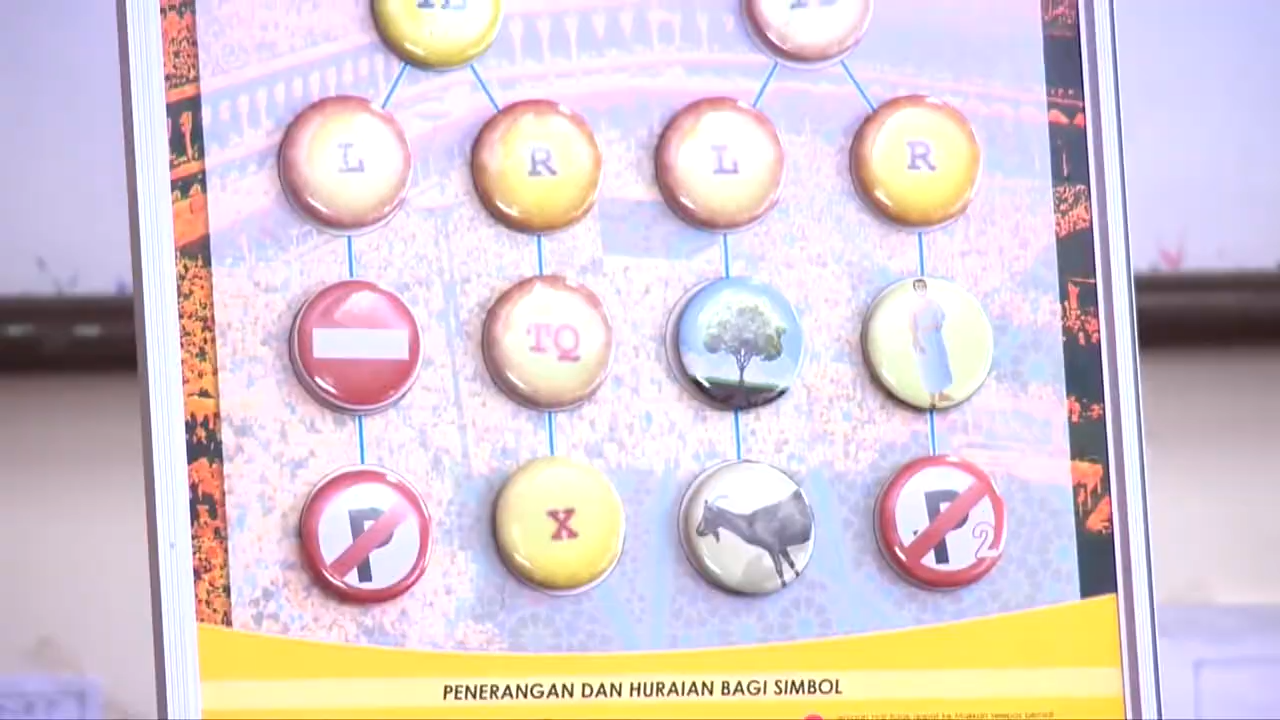 L R L R
TQ
P X P 2
PENERANGAN DAN HURAIAN BAGI SIMBOL